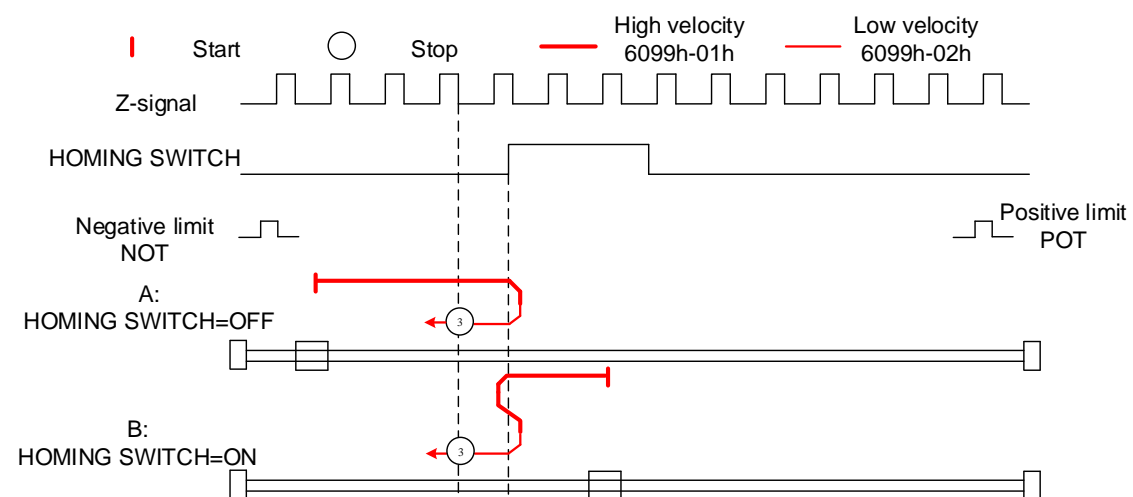 Start
Stop
High velocity
6099h-01h
Low velocity
6099h-02h
Z-signal
HOMING SWITCH
Negative limit
NOT
Positive limit
POT
A:
HOMING SWITCH=OFF
3
B:
HOMING SWITCH=ON
3